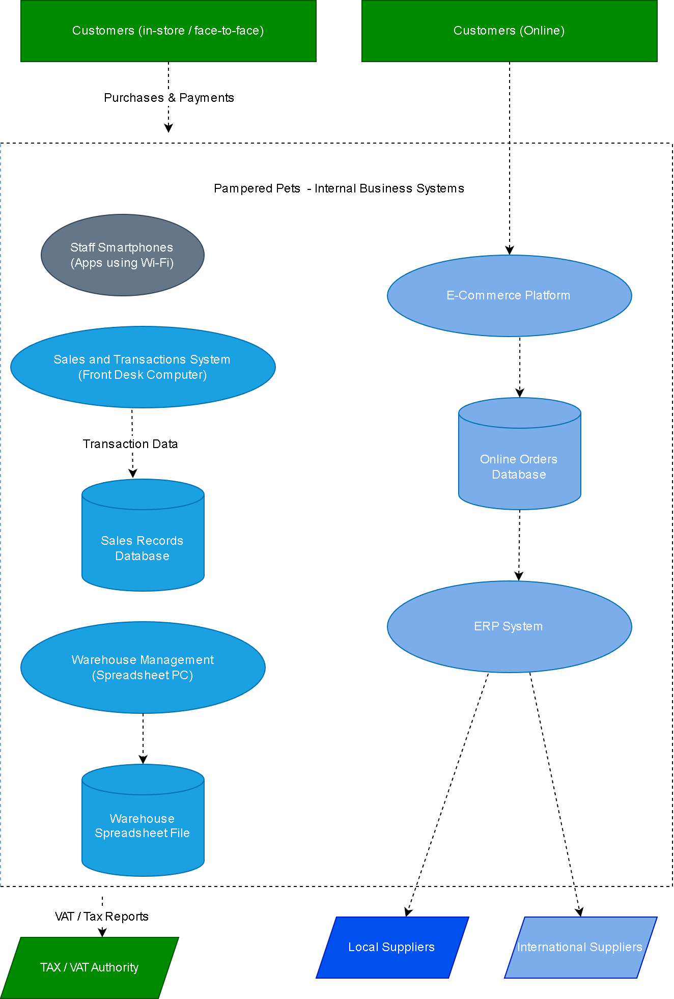 Customers (in-store / face-to-face)
Customers (Online)
Purchases & Payments
Pampered Pets  - Internal Business Systems
Staff Smartphones
(Apps using Wi-Fi)
E-Commerce Platform
Sales and Transactions System
(Front Desk Computer)
Transaction Data
Online Orders
Database
Sales Records
Database
ERP System
Warehouse Management
(Spreadsheet PC)
Warehouse
Spreadsheet File
VAT / Tax Reports
Local Suppliers
International Suppliers
TAX / VAT Authority